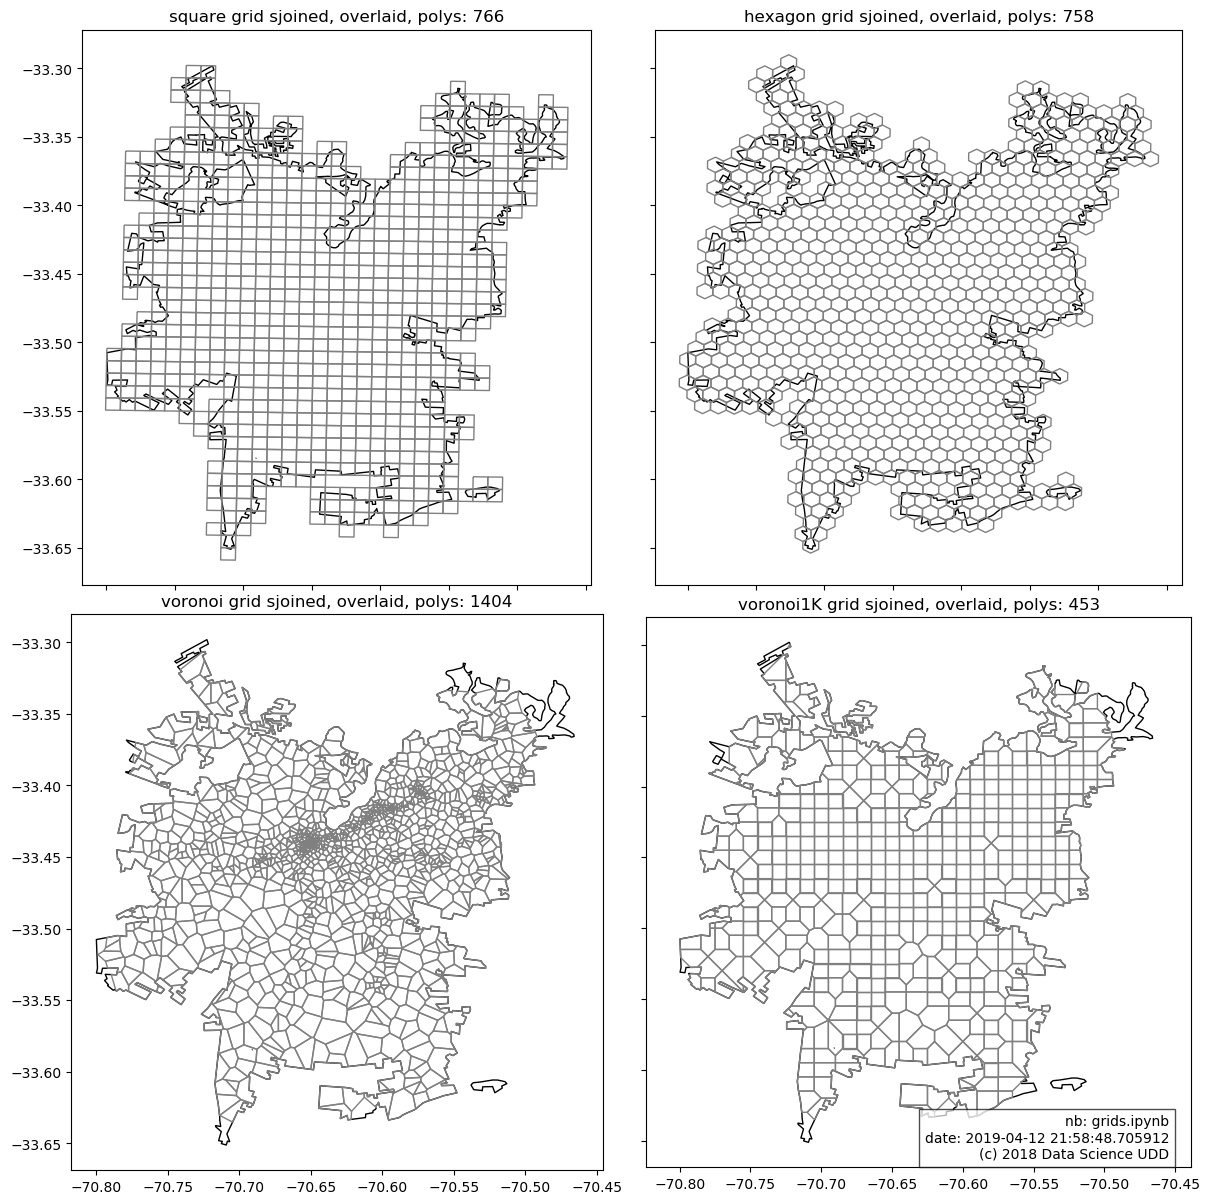 square grid sjoined, overlaid, polys: 766
hexagon grid sjoined, overlaid, polys: 758
−33.30
−33.35
−33.40
−33.45
−33.50
−33.55
−33.60
−33.65
voronoi grid sjoined, overlaid, polys: 1404
voronoi1K grid sjoined, overlaid, polys: 453
−33.30
−33.35
−33.40
−33.45
−33.50
−33.55
−33.60
−33.65
−70.80 −70.75 −70.70 −70.65 −70.60 −70.55 −70.50 −70.45
−70.80 −70.75 −70.70 −70.65 −70.60 −70.55 −70.50 −70.45
nb: grids.ipynb
date: 2019-04-12 21:58:48.705912
(c) 2018 Data Science UDD